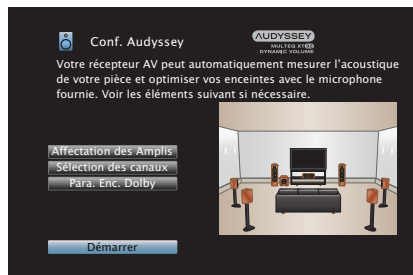 Conf. Audyssey
AUDYSSEY
MULTEQ XT32
DYNAMIC VOLUME
Votre récepteur AV peut automatiquement mesurer l'acoustique
de votre pièce et optimiser vos enceintes avec le microphone
fournie. Voir les éléments suivant si nécessaire.
Affectation des Amplis
Sélection des canaux
Para. Enc. Dolby
Démarrer